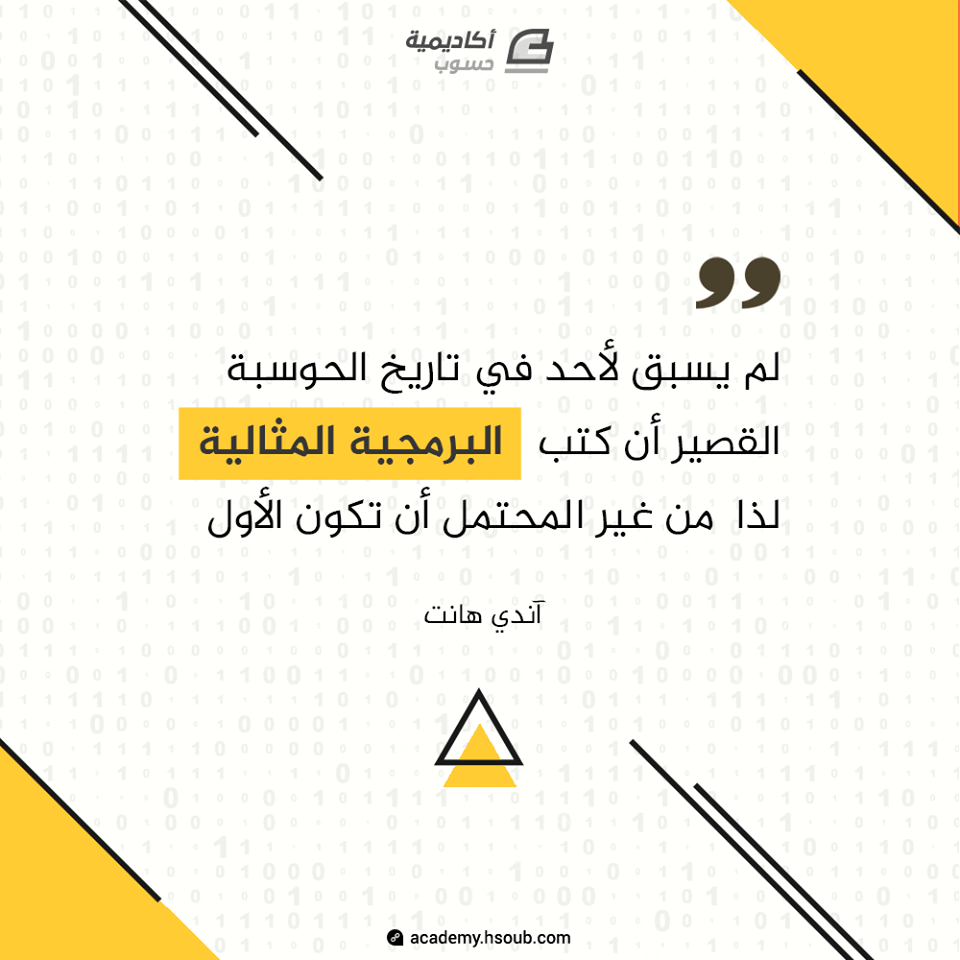 أكاديمية
حسوب
لم يسبق لأحد في تاريخ الحوسبة
القصير أن كتب البرمجية المثالية
لذا من غير المحتمل أن تكون الأول
آندي هانت
academy.hsoub.com